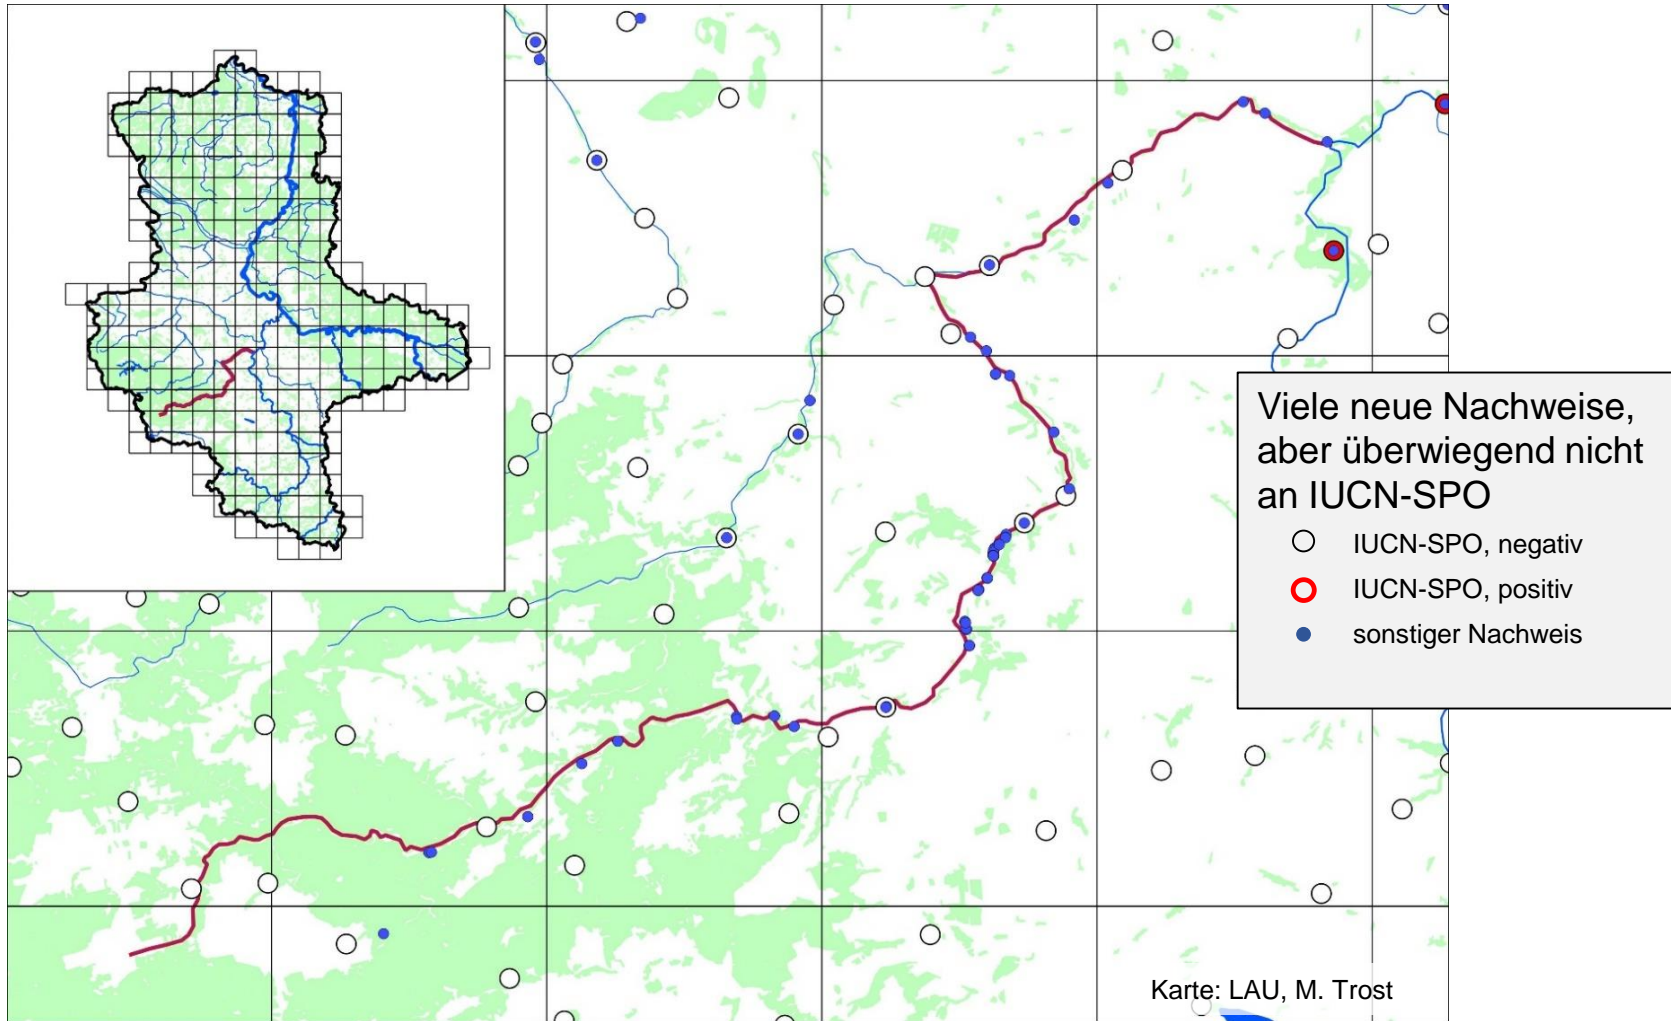 Viele neue Nachweise,
aber überwiegend nicht
an IUCN-SPO
IUCN-SPO, negativ
IUCN-SPO, positiv
sonstiger Nachweis
Karte: LAU, M. Trost